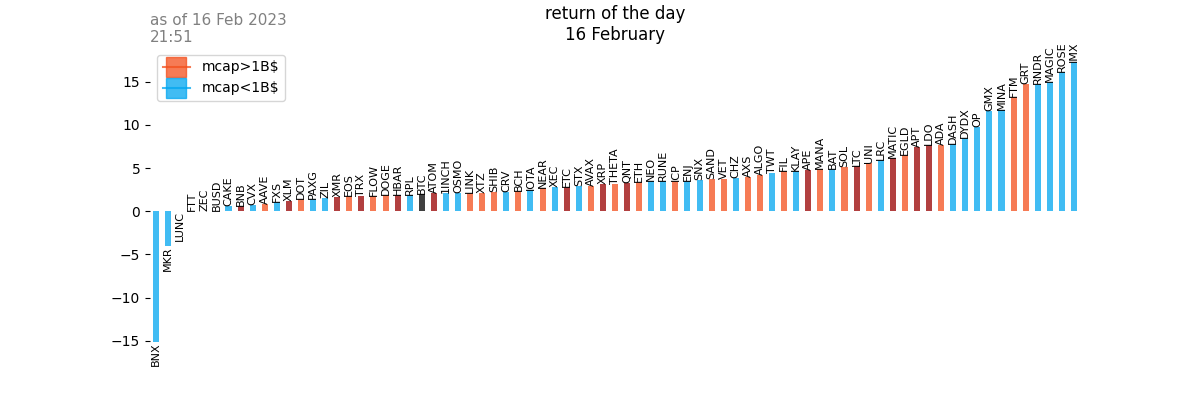 as of 16 Feb 2023
21:51
return of the day
16 February
mcap>1B$
mcap<1B$
15
10
5
0
−5
−10
−15
BNX
MKR
LUNC
FTT
ZEC
BUSD
CAKE
BNB
CVX
AAVE
FXS
XLM
DOT
PAXG
ZIL
XMR
EOS
TRX
FLOW
DOGE
HBAR
RPL
BTC
ATOM
1INCH
OSMO
LINK
XTZ
SHIB
CRV
BCH
IOTA
NEAR
XEC
ETC
STX
AVAX
XRP
THETA
QNT
ETH
NEO
RUNE
ICP
ENJ
SNX
SAND
VET
CHZ
AXS
ALGO
TWT
FIL
KLAY
APE
MANA
BAT
SOL
LTC
UNI
LRC
MATIC
EGLD
APT
LDO
ADA
DASH
DYDX
OP
GMX
MINA
FTM
GRT
RNDR
MAGIC
ROSE
IMX